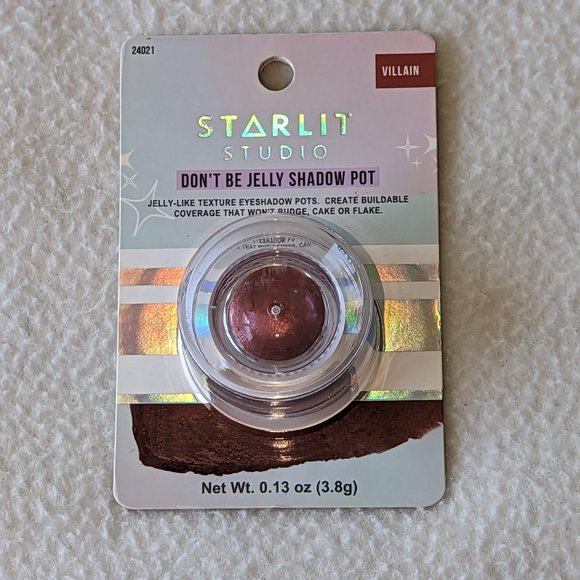 24021
VILLAIN
STARLIT
STUDIO
DON'T BE JELLY SHADOW POT
JELLY-LIKE TEXTURE EYESHADOW POTS. CREATE BUILDABLE
COVERAGE THAT WON'T BUDGE, CAKE OR FLAKE.
Net Wt. 0.13 oz (3.8g)